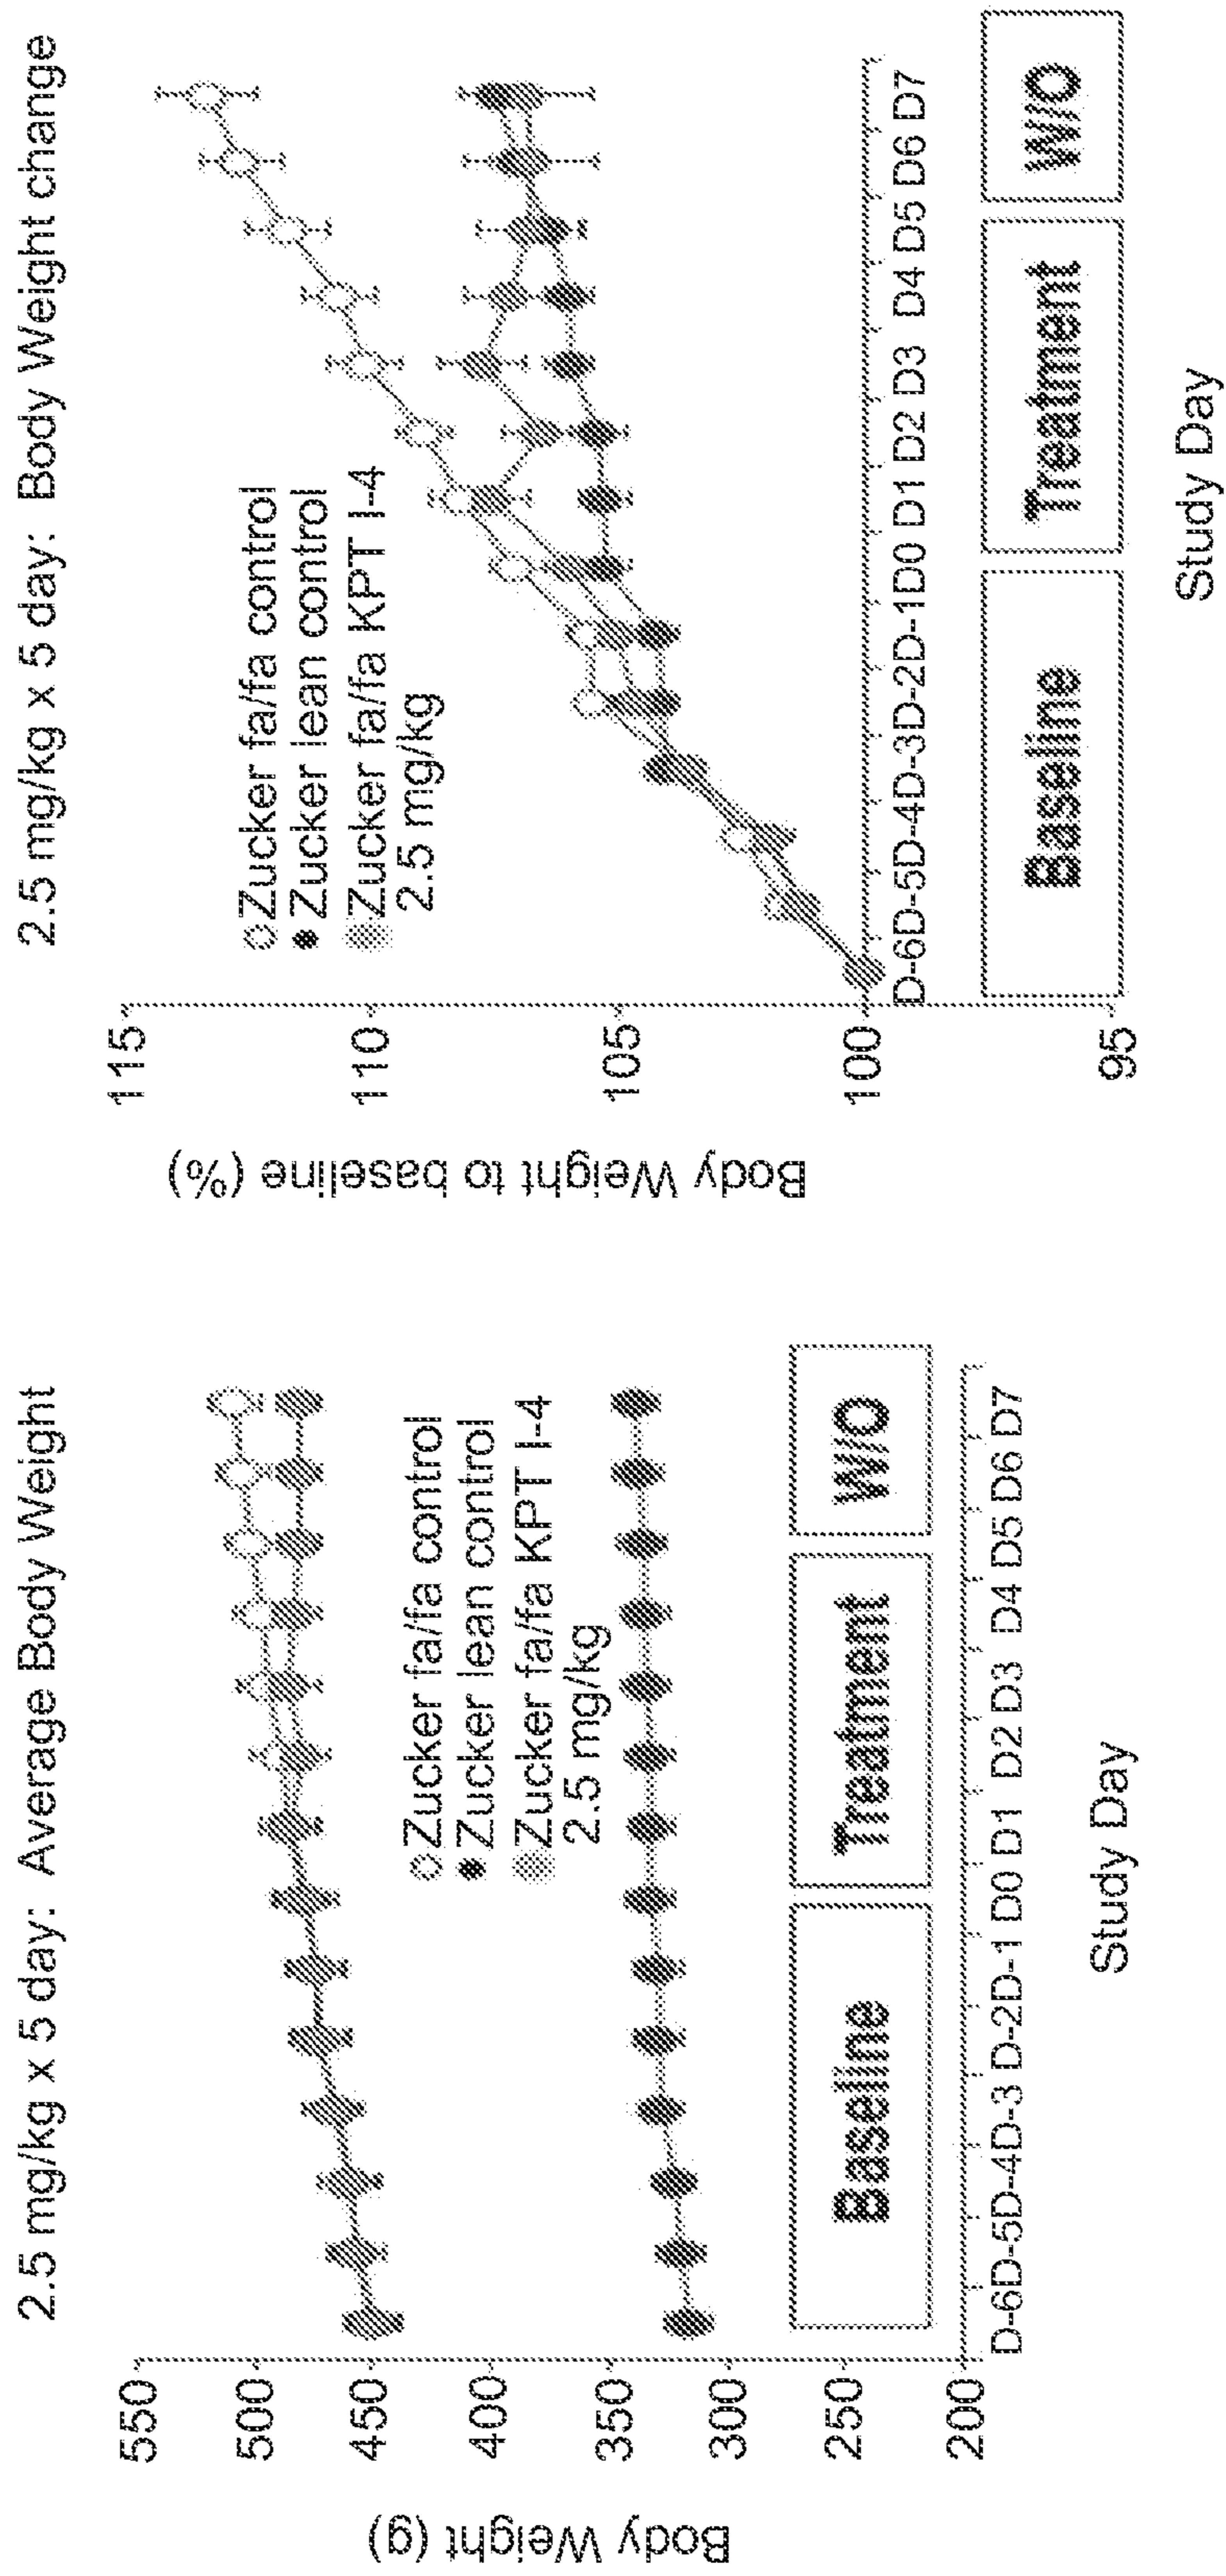 2.5 mg/kg x 5 day: Average Body Weight
Body Weight (g)
550
500
450
400
350
300
250
200
Zucker fa/fa control
Zucker lean control
Zucker fa/fa KPT I-4
2.5 mg/kg
Baseline
Treatment
W/O
D-6D-5D-4D-3 D-2D-1 D0 D1 D2 D3 D4 D5 D6 D7
Study Day
2.5 mg/kg x 5 day: Body Weight change
Body Weight to baseline (%)
115
110
105
100
95
Zucker fa/fa control
Zucker lean control
Zucker fa/fa KPT I-4
2.5 mg/kg
D-6D-5D-4D-3D-2D-1D0 D1 D2 D3 D4 D5 D6 D7
Baseline
Treatment
W/O
Study Day